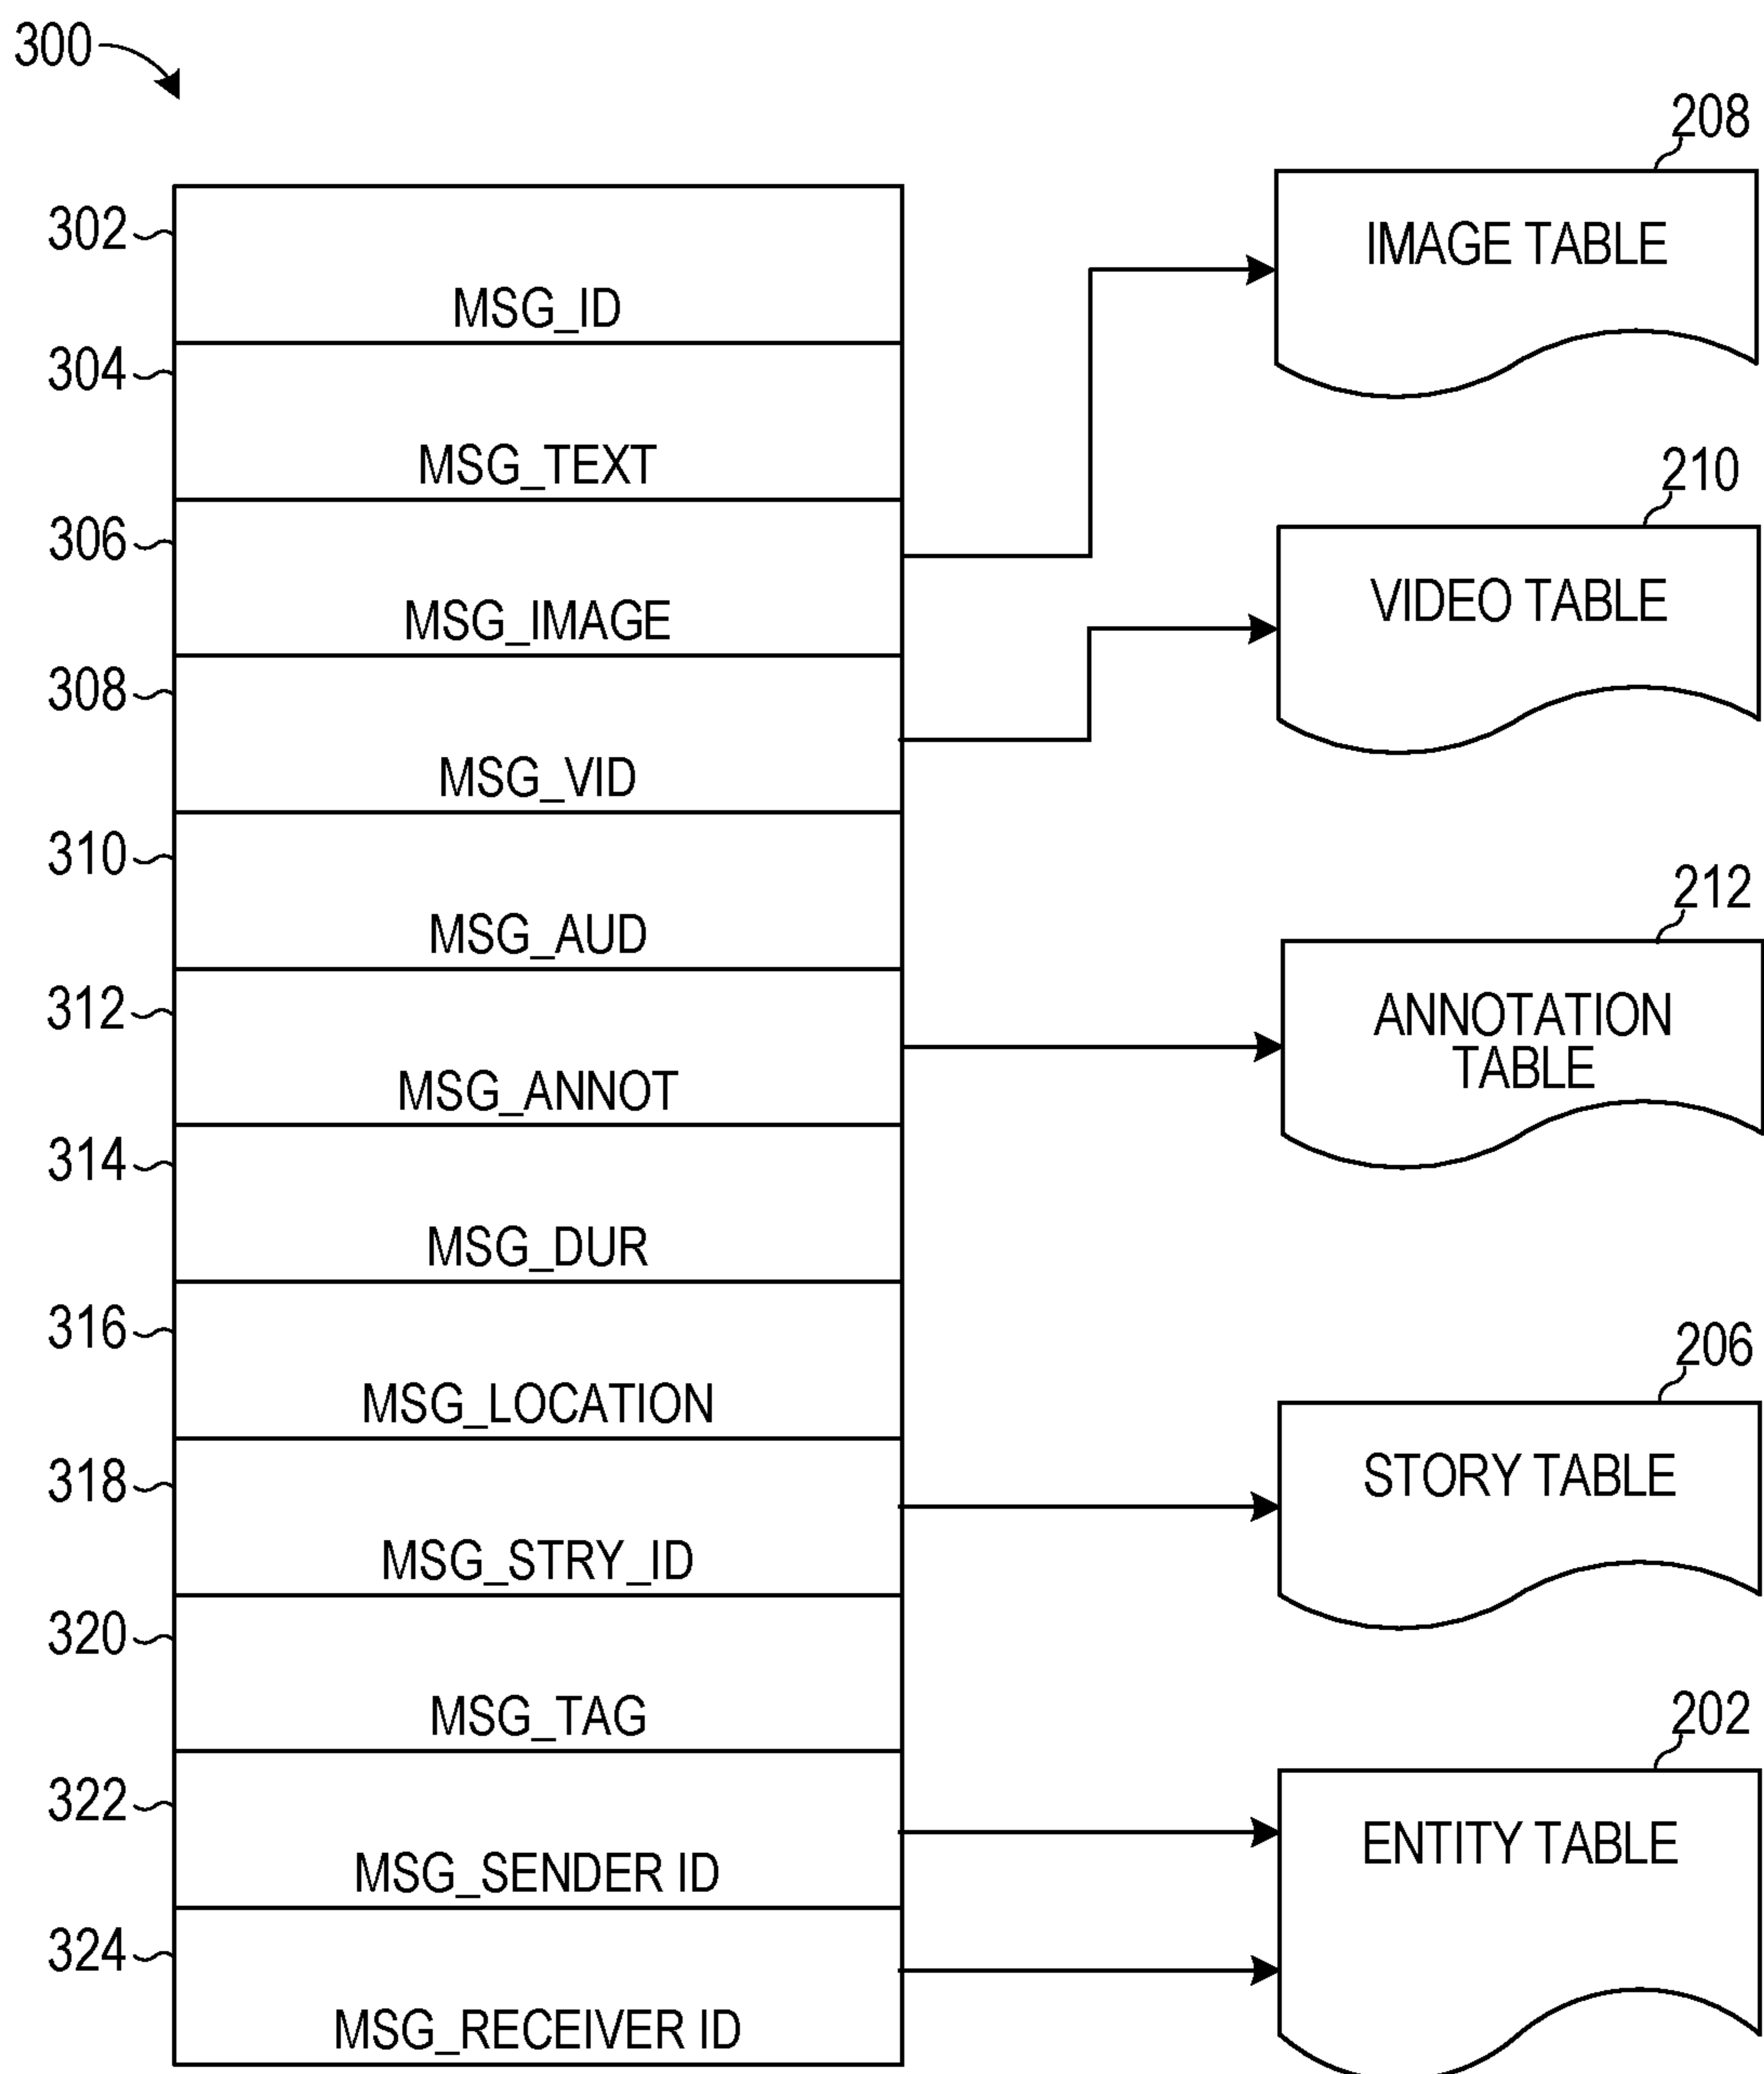 300
208
302
IMAGE TABLE
MSG_ID
304
MSG_TEXT
210
306
VIDEO TABLE
MSG_IMAGE
308
MSG_VID
310
212
MSG_AUD
312
ANNOTATION
TABLE
MSG_ANNOT
314
MSG_DUR
316
206
MSG_LOCATION
318
STORY TABLE
MSG_STRY_ID
320
202
MSG_TAG
322
ENTITY TABLE
MSG_SENDER ID
324
MSG_RECEIVER ID